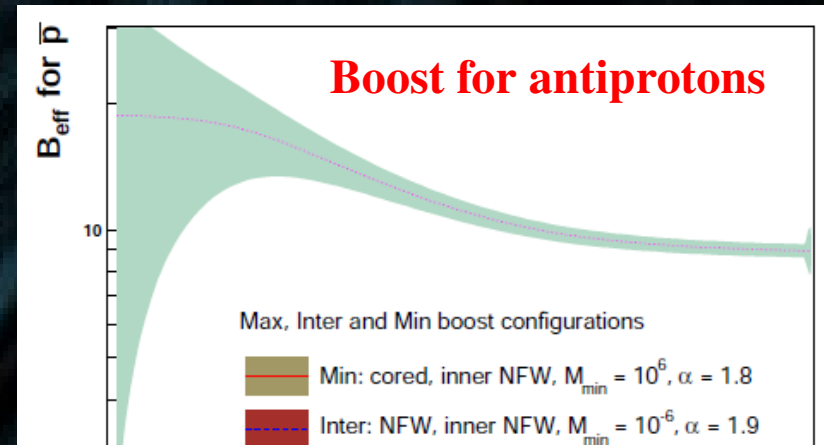 B_eff for p̅
Boost for antiprotons
10
Max, Inter and Min boost configurations
Min: cored, inner NFW, M_min = 10^6, α = 1.8
Inter: NFW, inner NFW, M_min = 10^-6, α = 1.9